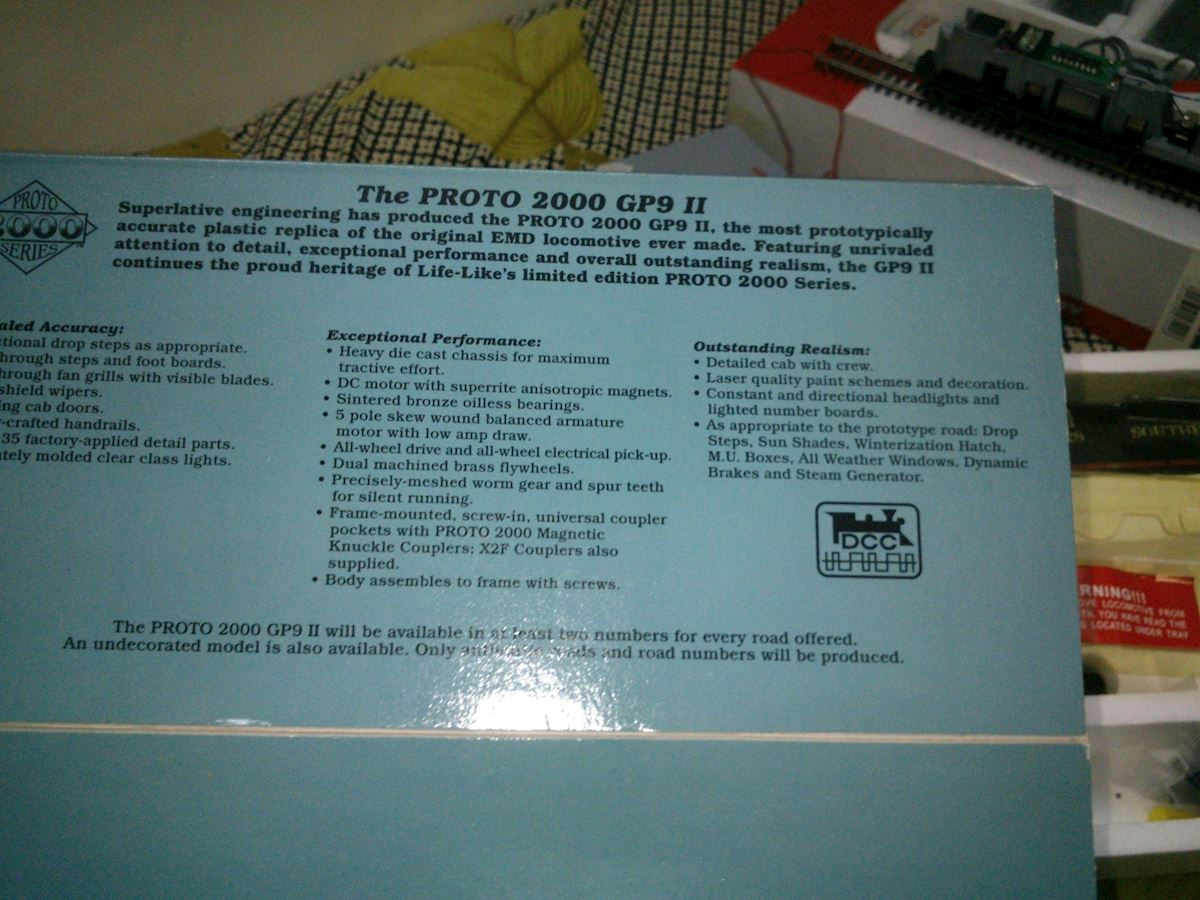 PROTO
2000
SERIES
The PROTO 2000 GP9 II
Superlative engineering has produced the PROTO 2000 GP9 II, the most prototypically
accurate plastic replica of the original EMD locomotive ever made. Featuring unrivaled
attention to detail, exceptional performance and overall outstanding realism, the GP9 II
continues the proud heritage of Life-Like's limited edition PROTO 2000 Series.
Accuracy:
drop steps as appropriate.
steps and foot boards.
fan grills with visible blades.
wipers.
cab doors.
-crafted handrails.
35 factory-applied detail parts.
molded clear class lights.
Exceptional Performance:
• Heavy die cast chassis for maximum
tractive effort.
• DC motor with superrite anisotropic magnets.
• Sintered bronze oilless bearings.
• 5 pole skew wound balanced armature
motor with low amp draw.
• All-wheel drive and all-wheel electrical pick-up.
• Dual machined brass flywheels.
• Precisely-meshed worm gear and spur teeth
for silent running.
• Frame-mounted, screw-in, universal coupler
pockets with PROTO 2000 Magnetic
Knuckle Couplers; X2F Couplers also
supplied.
• Body assembles to frame with screws.
Outstanding Realism:
• Detailed cab with crew.
• Laser quality paint schemes and decoration.
• Constant and directional headlights and
lighted number boards.
• As appropriate to the prototype road: Drop
Steps, Sun Shades, Winterization Hatch,
M.U. Boxes, All Weather Windows, Dynamic
Brakes and Steam Generator.
DCC
The PROTO 2000 GP9 II will be available in at least two numbers for every road offered.
An undecorated model is also available. Only and road numbers will be produced.
RNING!!!
LOCOMOTIVE FROM
YOU HAVE READ THE
LOCATED UNDER TRAY